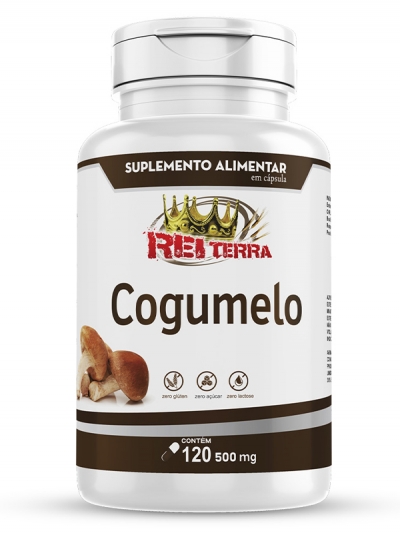 SUPLEMENTO ALIMENTAR
em cápsula
REI TERRA
Cogumelo
zero glúten zero açúcar zero lactose
CONTÉM
120 500 mg